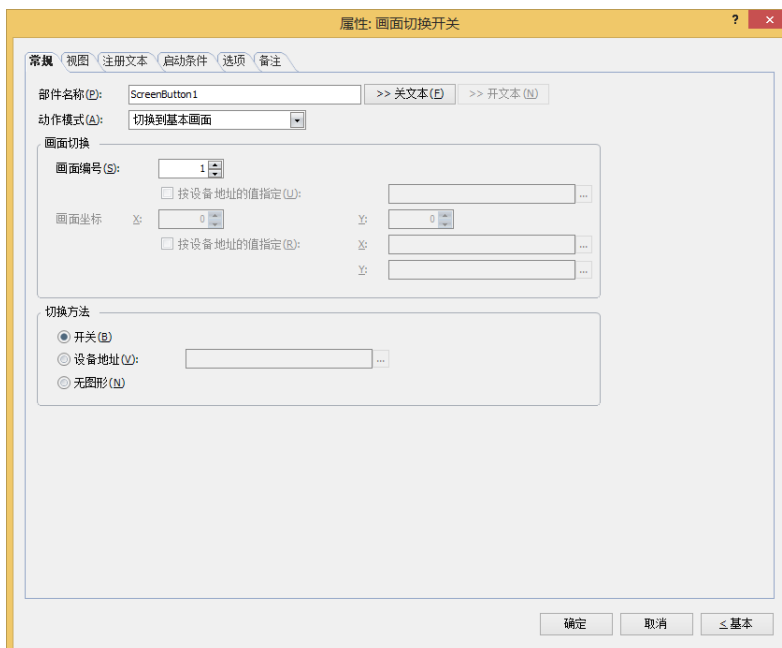 属性: 画面切换开关
?
×
常规 视图 注册文本 启动条件 选项 备注
部件名称(P): ScreenButton1 >> 关文本(F) >> 开文本(N)
动作模式(A): 切换到基本画面
画面切换
画面编号(S): 1
按设备地址的值指定(U): ...
画面坐标 X: 0 Y: 0
按设备地址的值指定(R): X: ...
Y: ...
切换方法
开关(B)
设备地址(V): ...
无图形(N)
确定 取消 < 基本